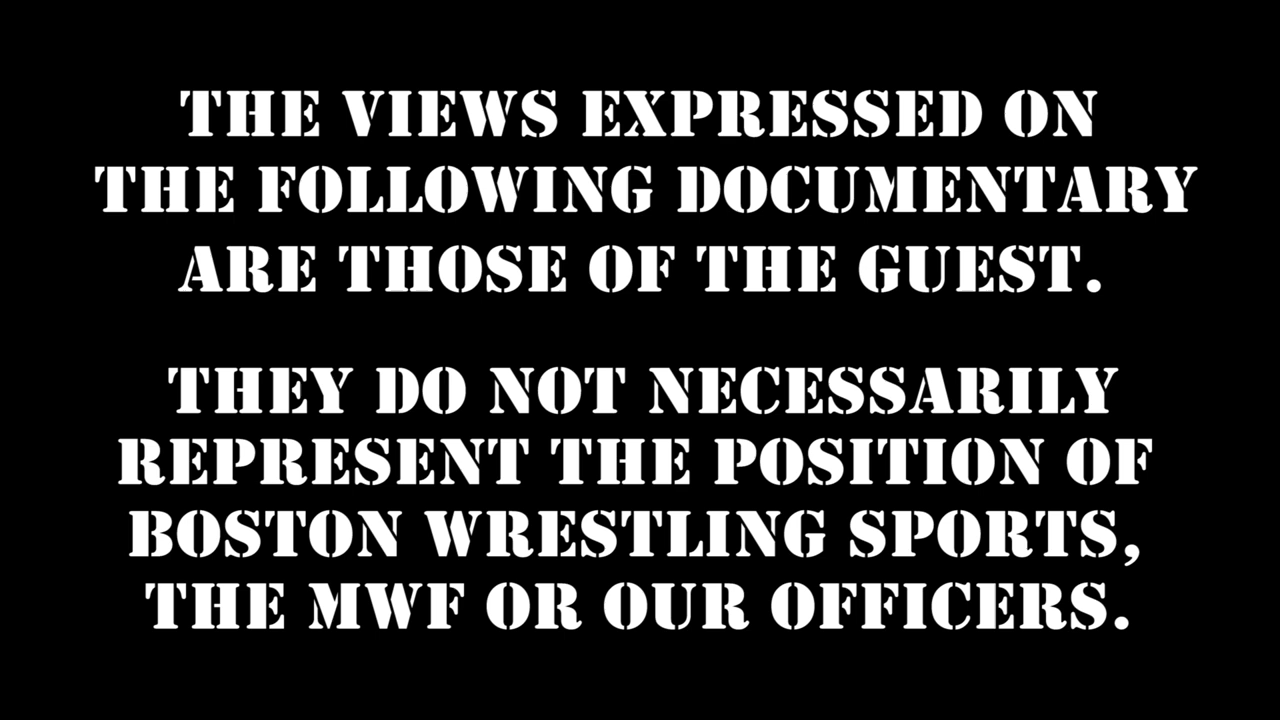 THE VIEWS EXPRESSED ON
THE FOLLOWING DOCUMENTARY
ARE THOSE OF THE GUEST.
THEY DO NOT NECESSARILY
REPRESENT THE POSITION OF
BOSTON WRESTLING SPORTS,
THE MWF OR OUR OFFICERS.